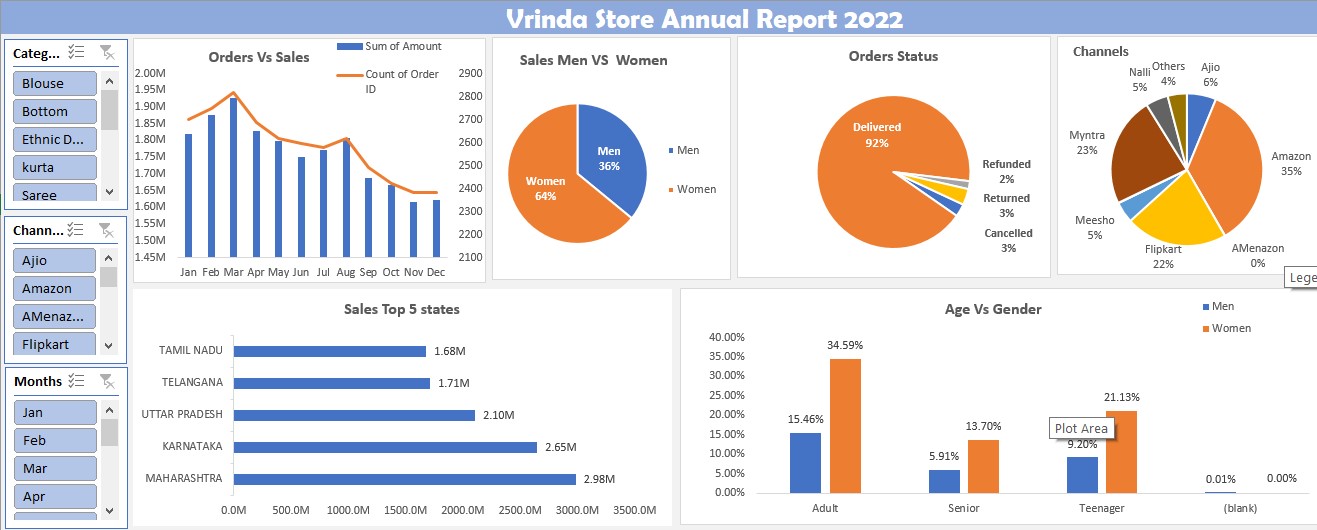 Vrinda Store Annual Report 2022
Categ...
Blouse
Bottom
Ethnic D...
kurta
Saree
Chann...
Ajio
Amazon
AMenaz...
Flipkart
Months
Jan
Feb
Mar
Apr
Orders Vs Sales
Sum of Amount
Count of Order
ID
2.00M
1.95M
1.90M
1.85M
1.80M
1.75M
1.70M
1.65M
1.60M
1.55M
1.50M
1.45M
2900
2800
2700
2600
2500
2400
2300
2200
2100
Jan Feb Mar Apr May Jun Jul Aug Sep Oct Nov Dec
Sales Men VS Women
Men
36%
Women
64%
Men
Women
Orders Status
Delivered
92%
Refunded
2%
Returned
3%
Cancelled
3%
Channels
Nalli
5%
Others
4%
Ajio
6%
Myntra
23%
Amazon
35%
Meesho
5%
Flipkart
22%
AMenazon
0%
Lege
Sales Top 5 states
TAMIL NADU 1.68M
TELANGANA 1.71M
UTTAR PRADESH 2.10M
KARNATAKA 2.65M
MAHARASHTRA 2.98M
0.0M 500.0M 1000.0M 1500.0M 2000.0M 2500.0M 3000.0M 3500.0M
Age Vs Gender
Men
Women
40.00%
35.00%
30.00%
25.00%
20.00%
15.00%
10.00%
5.00%
0.00%
15.46%
34.59%
5.91%
13.70%
Plot Area
9.20%
21.13%
0.01%
0.00%
Adult Senior Teenager (blank)